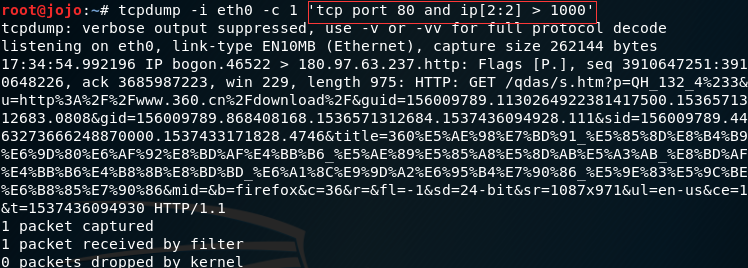 root@jojo:~# tcpdump -i eth0 -c 1 'tcp port 80 and ip[2:2] > 1000'
tcpdump: verbose output suppressed, use -v or -vv for full protocol decode
listening on eth0, link-type EN10MB (Ethernet), capture size 262144 bytes
17:34:54.992196 IP bogon.46522 > 180.97.63.237.http: Flags [P.], seq 3910647251:391
0648226, ack 3685987223, win 229, length 975: HTTP: GET /qdas/s.htm?p=QH_132_4%233&
u=http%3A%2F%2Fwww.360.cn%2Fdownload%2F&guid=156009789.1130264922381417500.15365713
12683.0808&gid=156009789.868408168.1536571312684.1537436094928.111&sid=156009789.44
63273666248870000.1537433171828.4746&title=360%E5%AE%98%E7%BD%91_%E5%85%8D%E8%B4%B9
%E6%9D%80%E6%AF%92%E8%BD%AF%E4%BB%B6_%E5%AE%89%E5%85%A8%E5%8D%AB%E5%A3%AB_%E8%BD%AF
%E4%BB%B6%E4%B8%8B%E8%BD%BD_%E6%A1%8C%E9%9D%A2%E6%95%B4%E7%90%86_%E5%9E%83%E5%9C%BE
%E6%B8%85%E7%90%86&mid=&b=firefox&c=36&r=&fl=-1&sd=24-bit&sr=1087x971&ul=en-us&ce=1
&t=1537436094930 HTTP/1.1
1 packet captured
1 packet received by filter
0 packets dropped by kernel